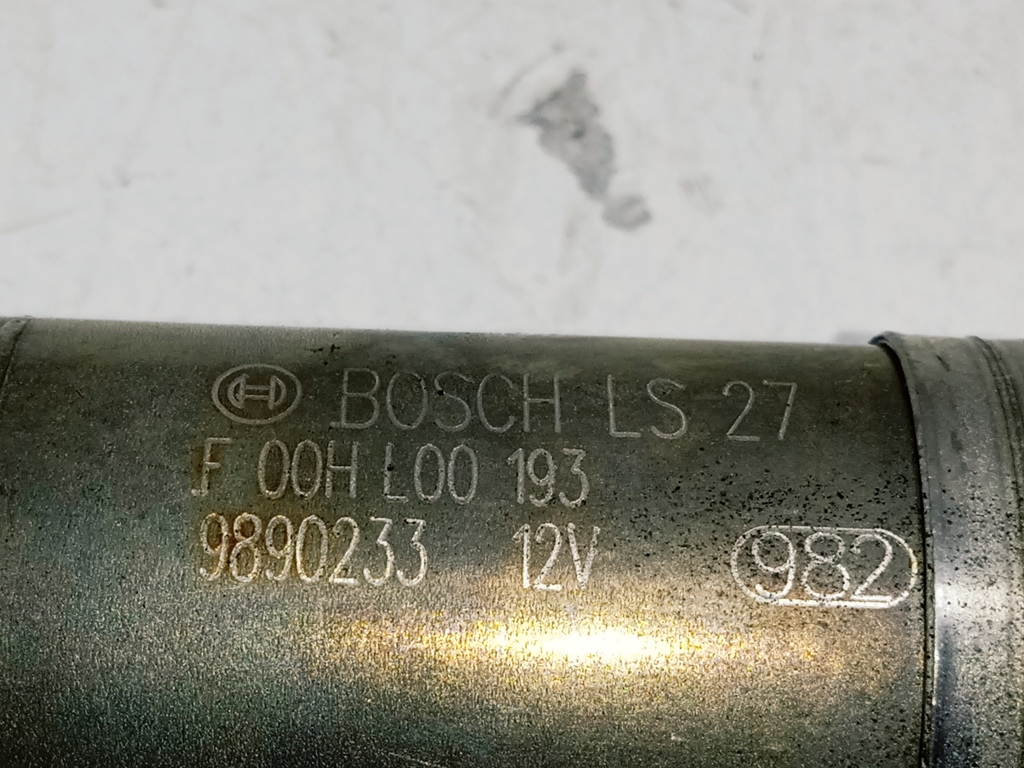 BOSCH LS 27
F 00H L00 193
9890233 12V 982